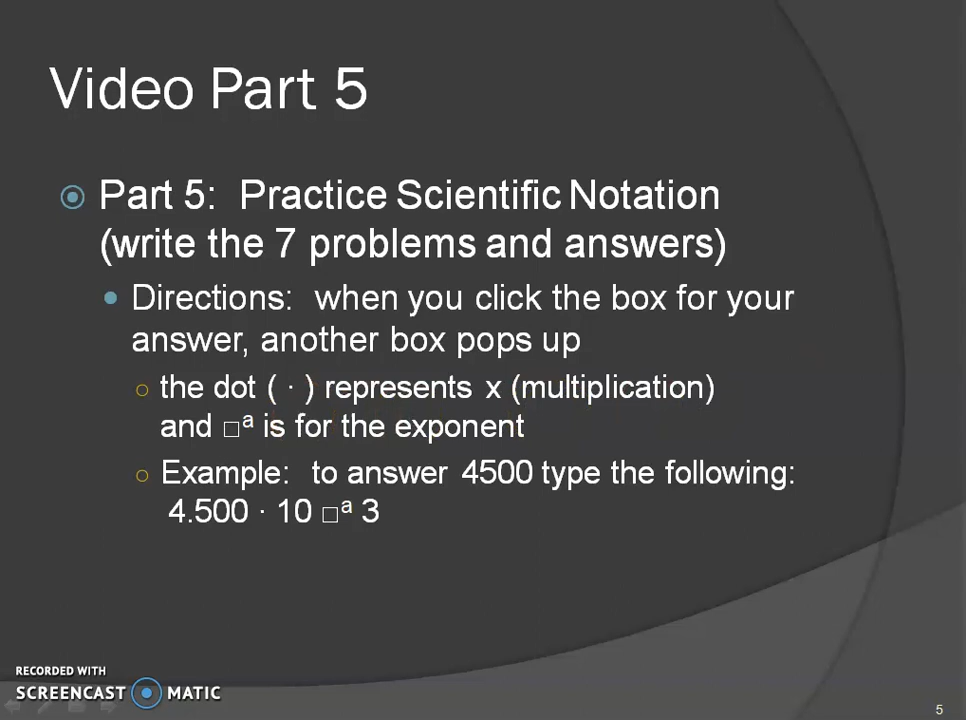 Video Part 5
Part 5: Practice Scientific Notation
(write the 7 problems and answers)
Directions: when you click the box for your
answer, another box pops up
the dot ( · ) represents x (multiplication)
and □ᵃ is for the exponent
Example: to answer 4500 type the following:
4.500 · 10 □ᵃ 3
RECORDED WITH
SCREENCAST MATIC
5